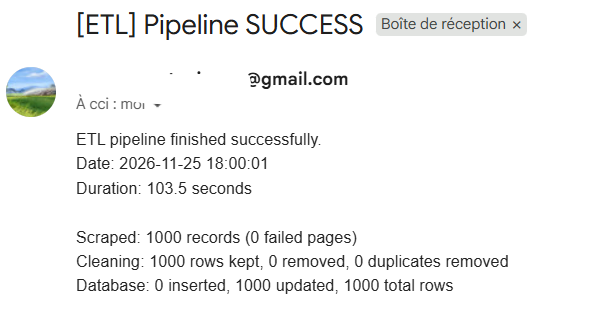 [ETL] Pipeline SUCCESS Boîte de réception ×
@gmail.com
À cci : moi
ETL pipeline finished successfully.
Date: 2026-11-25 18:00:01
Duration: 103.5 seconds
Scraped: 1000 records (0 failed pages)
Cleaning: 1000 rows kept, 0 removed, 0 duplicates removed
Database: 0 inserted, 1000 updated, 1000 total rows